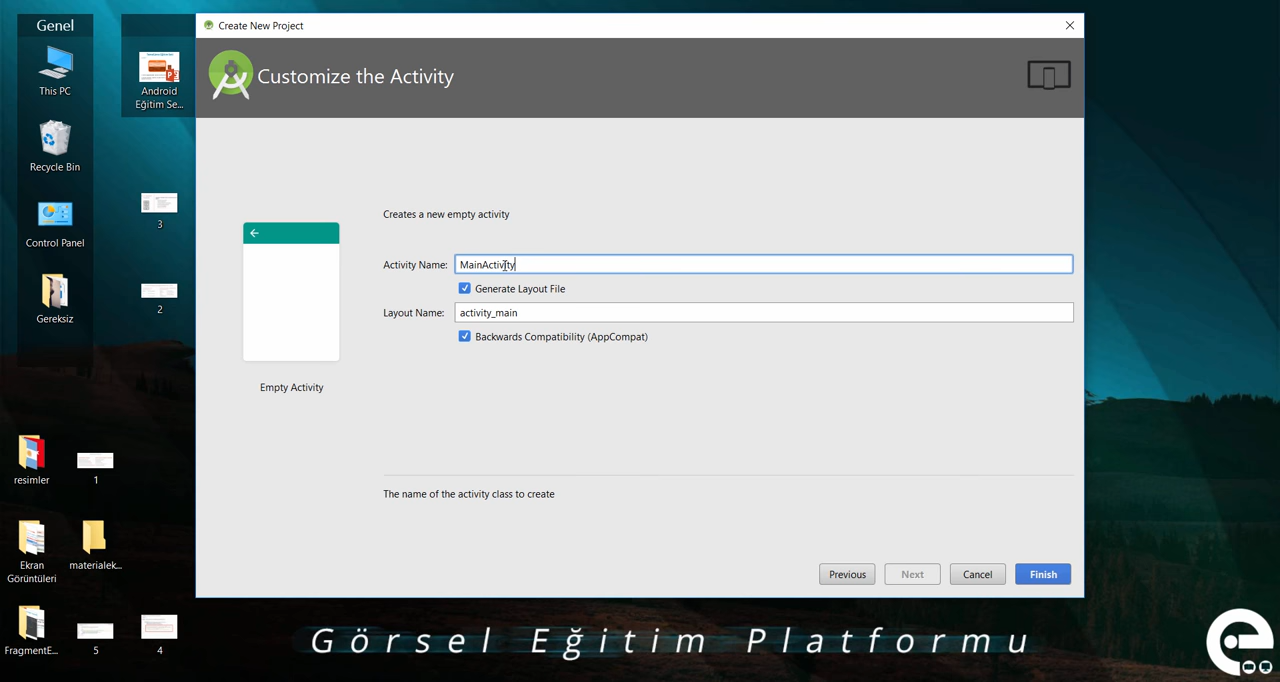 Genel
This PC
Recycle Bin
Control Panel
Gereksiz
Android
Eğitim Se...
3
2
resimler
1
Ekran
Görüntüleri
materialek...
FragmentE...
5
4
Create New Project
Customize the Activity
Creates a new empty activity
Activity Name: MainActivity
Generate Layout File
Layout Name: activity_main
Backwards Compatibility (AppCompat)
Empty Activity
The name of the activity class to create
Previous Next Cancel Finish
Görsel Eğitim Platformu